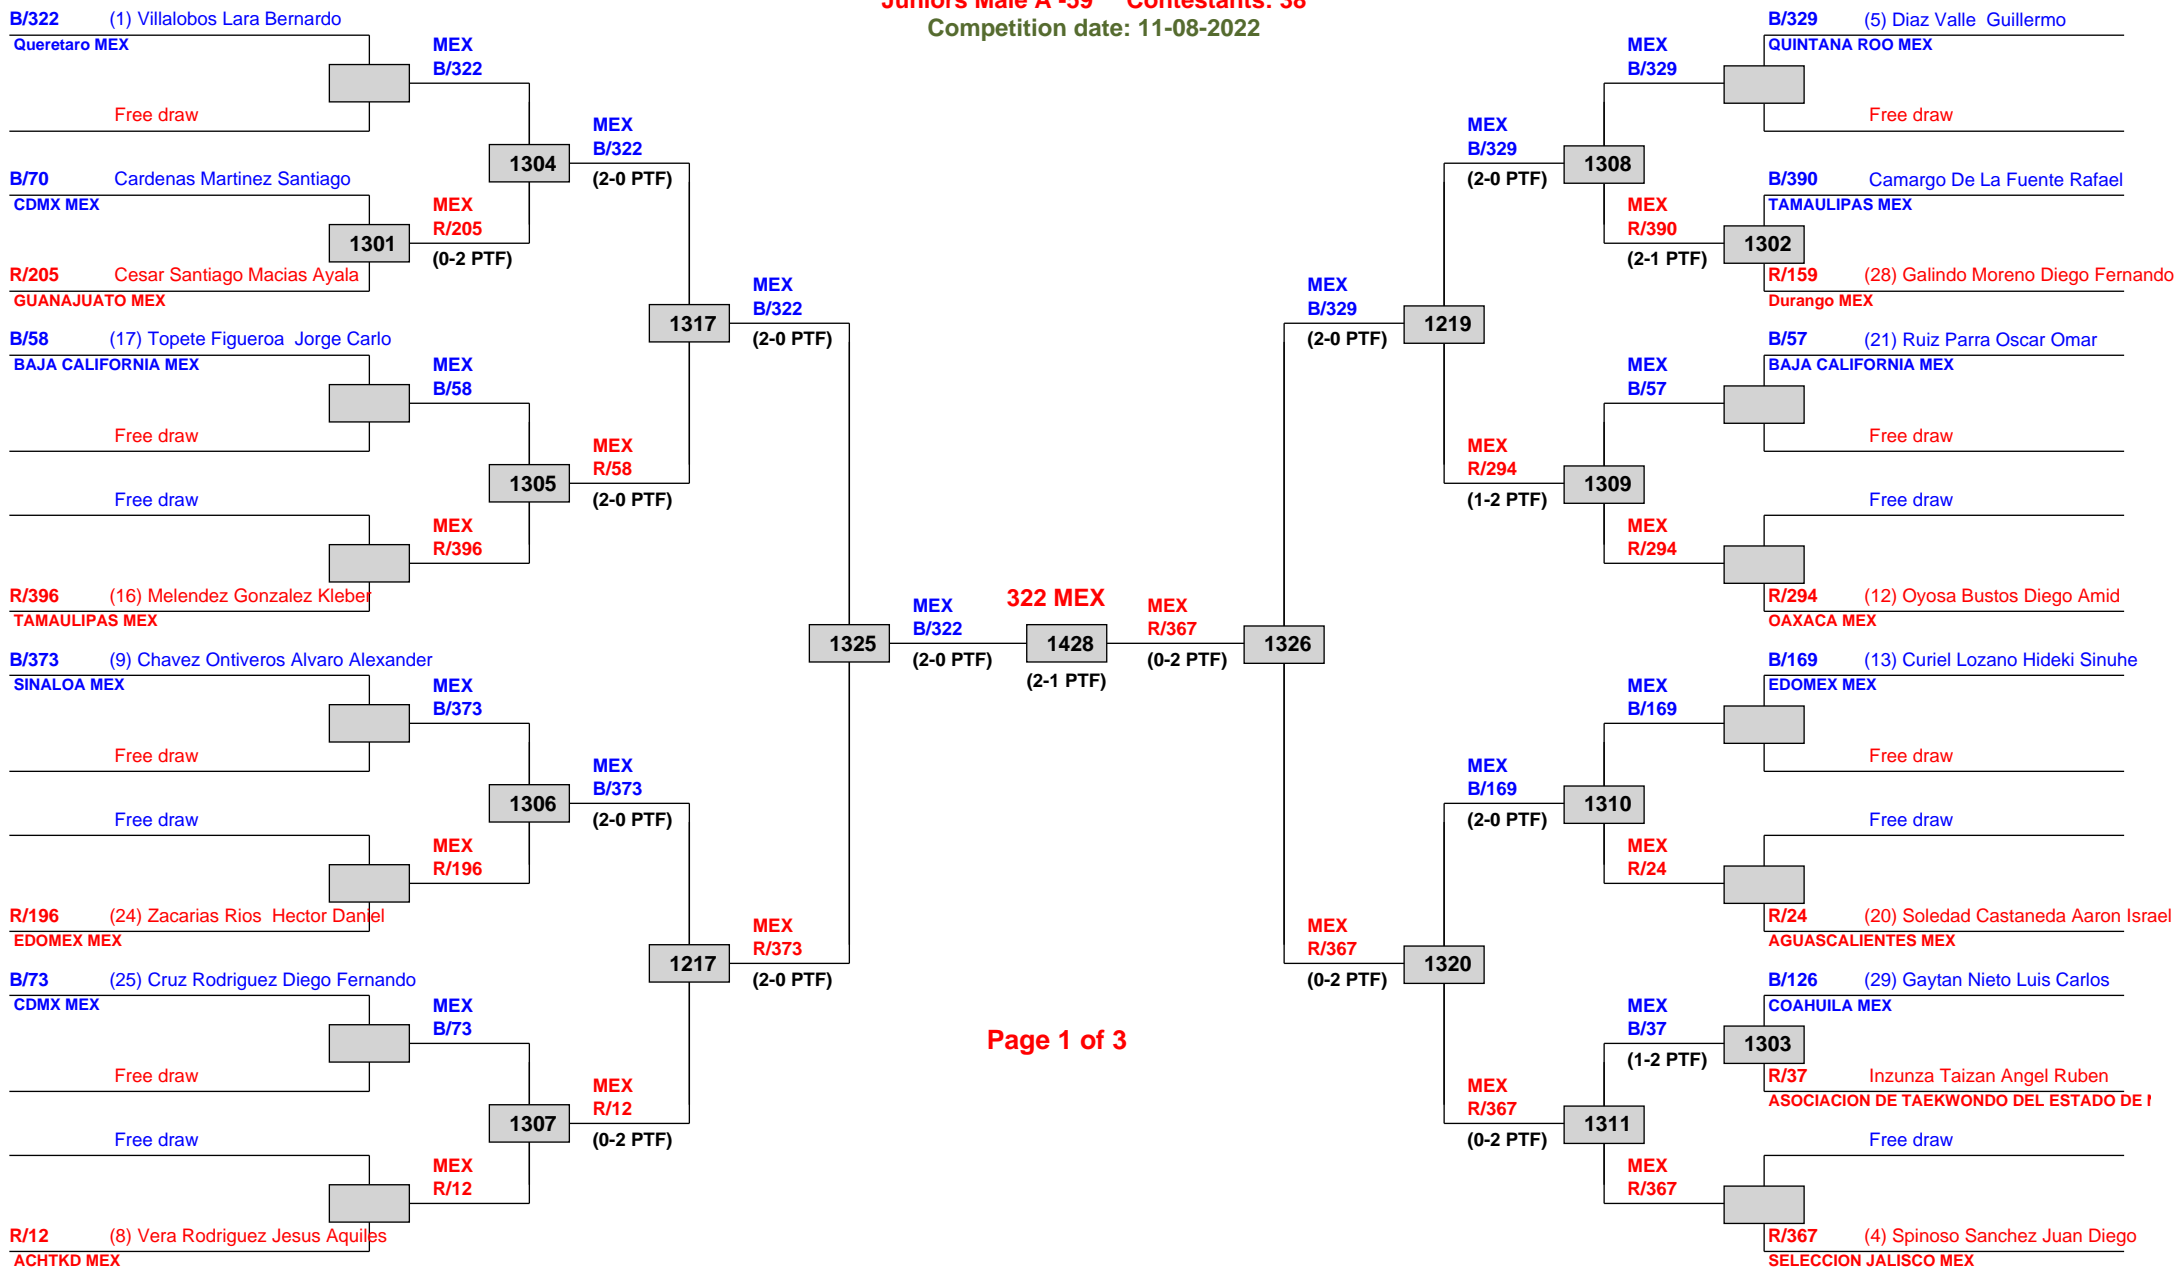 Juniors Male A -59 Contestants: 38
Competition date: 11-08-2022
B/322 (1) Villalobos Lara Bernardo
Queretaro MEX
Free draw
B/70 Cardenas Martinez Santiago
CDMX MEX
R/205 Cesar Santiago Macias Ayala
GUANAJUATO MEX
B/58 (17) Topete Figueroa Jorge Carlo
BAJA CALIFORNIA MEX
Free draw
Free draw
R/396 (16) Melendez Gonzalez Kleber
TAMAULIPAS MEX
B/373 (9) Chavez Ontiveros Alvaro Alexander
SINALOA MEX
Free draw
Free draw
R/196 (24) Zacarias Rios Hector Daniel
EDOMEX MEX
B/73 (25) Cruz Rodriguez Diego Fernando
CDMX MEX
Free draw
Free draw
R/12 (8) Vera Rodriguez Jesus Aquiles
ACHTKD MEX
1301
MEX
B/322
MEX
R/205
(0-2 PTF)
MEX
B/58
MEX
R/396
MEX
B/373
MEX
R/196
MEX
B/73
MEX
R/12
1304
1305
1306
1307
MEX
B/322
(2-0 PTF)
MEX
R/58
(2-0 PTF)
MEX
B/373
(2-0 PTF)
MEX
R/12
(0-2 PTF)
1317
1217
MEX
B/322
(2-0 PTF)
MEX
R/373
(2-0 PTF)
1325
MEX
B/322
(2-0 PTF)
322 MEX
1428
(2-1 PTF)
MEX
R/367
(0-2 PTF)
1326
Page 1 of 3
MEX
B/329
(2-0 PTF)
MEX
R/367
(0-2 PTF)
1219
1320
MEX
B/329
(2-0 PTF)
MEX
R/294
(1-2 PTF)
MEX
B/169
(2-0 PTF)
MEX
R/367
(0-2 PTF)
1308
1309
1310
1311
MEX
B/329
MEX
R/390
(2-1 PTF)
MEX
B/57
MEX
R/294
MEX
B/169
MEX
R/24
MEX
B/37
(1-2 PTF)
MEX
R/367
1302
1303
B/329 (5) Diaz Valle Guillermo
QUINTANA ROO MEX
Free draw
B/390 Camargo De La Fuente Rafael
TAMAULIPAS MEX
R/159 (28) Galindo Moreno Diego Fernando
Durango MEX
B/57 (21) Ruiz Parra Oscar Omar
BAJA CALIFORNIA MEX
Free draw
Free draw
R/294 (12) Oyosa Bustos Diego Amid
OAXACA MEX
B/169 (13) Curiel Lozano Hideki Sinuhe
EDOMEX MEX
Free draw
Free draw
R/24 (20) Soledad Castaneda Aaron Israel
AGUASCALIENTES MEX
B/126 (29) Gaytan Nieto Luis Carlos
COAHUILA MEX
R/37 Inzunza Taizan Angel Ruben
ASOCIACION DE TAEKWONDO DEL ESTADO DE
Free draw
R/367 (4) Spinoso Sanchez Juan Diego
SELECCION JALISCO MEX